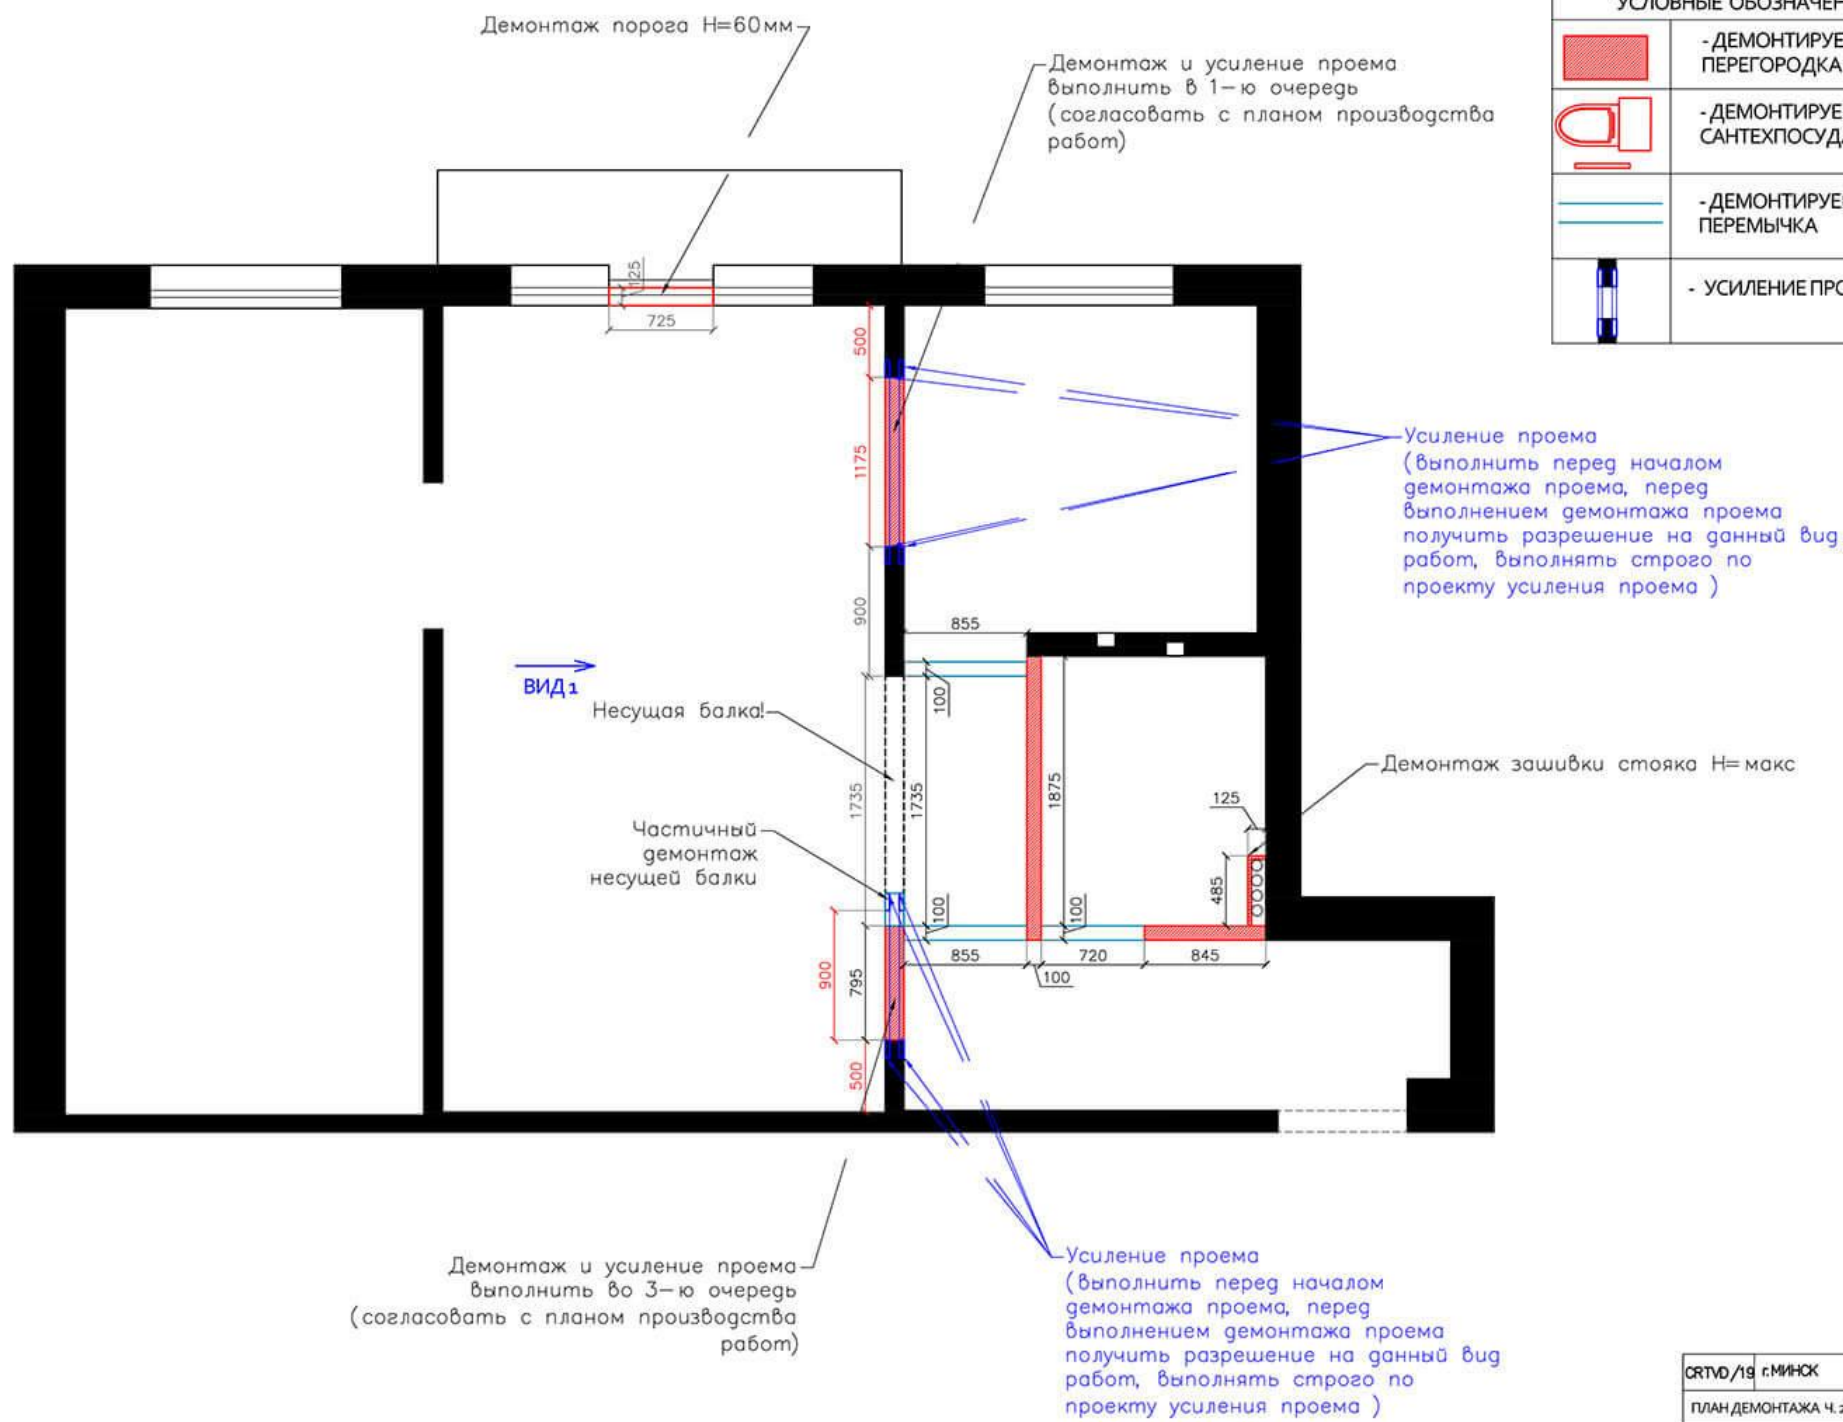 УСЛОВНЫЕ ОБОЗНАЧЕН
- ДЕМОНТИРУЕ
ПЕРЕГОРОДКА
- ДЕМОНТИРУЕ
САНТЕХПОСУДА
- ДЕМОНТИРУЕ
ПЕРЕМЫЧКА
- УСИЛЕНИЕ ПРО
Демонтаж порога H=60мм
Демонтаж и усиление проема
выполнить в 1-ю очередь
(согласовать с планом производства
работ)
125
725
500
1175
900
Усиление проема
(выполнить перед началом
демонтажа проема, перед
выполнением демонтажа проема
получить разрешение на данный вид
работ, выполнять строго по
проекту усиления проема )
855
ВИД 1
100
Несущая балка!
1735
1735
1875
Демонтаж зашивки стояка H=макс
125
Частичный
демонтаж
несущей балки
485
100
100
855
100
720
845
900
795
500
Демонтаж и усиление проема
выполнить во 3-ю очередь
(согласовать с планом производства
работ)
Усиление проема
(выполнить перед началом
демонтажа проема, перед
выполнением демонтажа проема
получить разрешение на данный вид
работ, выполнять строго по
проекту усиления проема )
CRTVD/19 г.МИНСК
ПЛАН ДЕМОНТАЖА Ч. 2